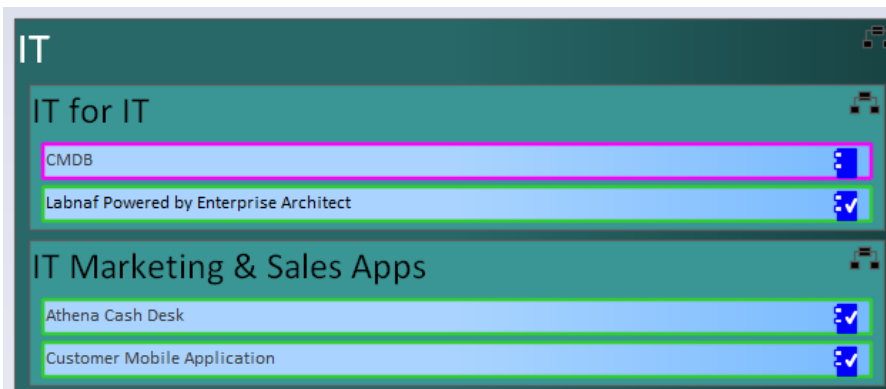 IT
IT for IT
CMDB
Labnaf Powered by Enterprise Architect
IT Marketing & Sales Apps
Athena Cash Desk
Customer Mobile Application